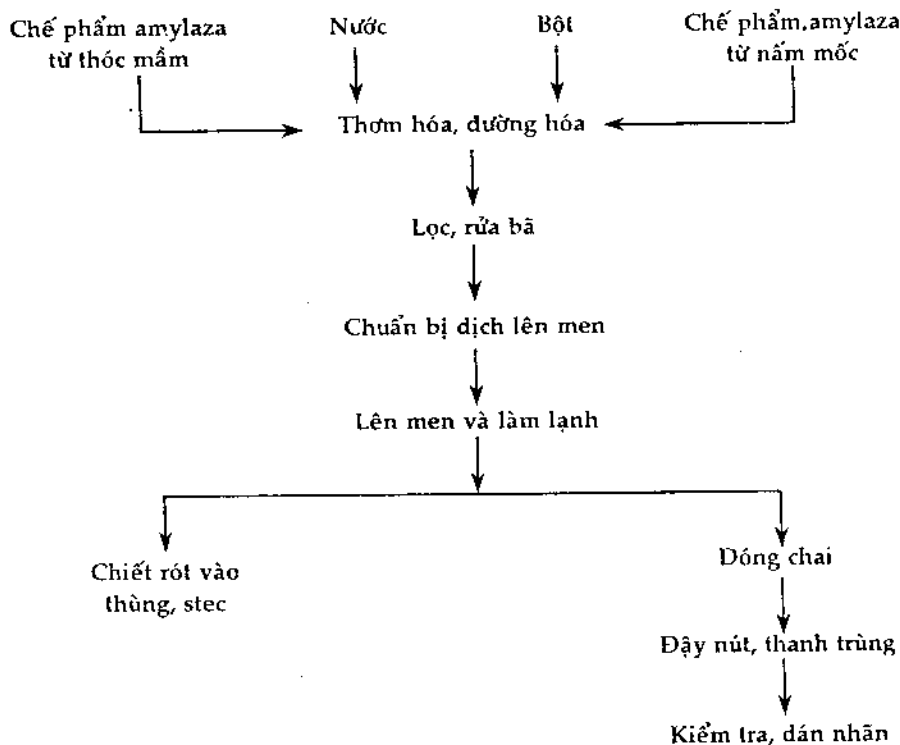 Chế phẩm amylaza
từ thóc mầm
Nước
Bột
Chế phẩm amylaza
từ nấm mốc
Thơm hóa, đường hóa
Lọc, rửa bã
Chuẩn bị dịch lên men
Lên men và làm lạnh
Chiết rót vào
thùng, stec
Đóng chai
Đậy nút, thanh trùng
Kiểm tra, dán nhãn